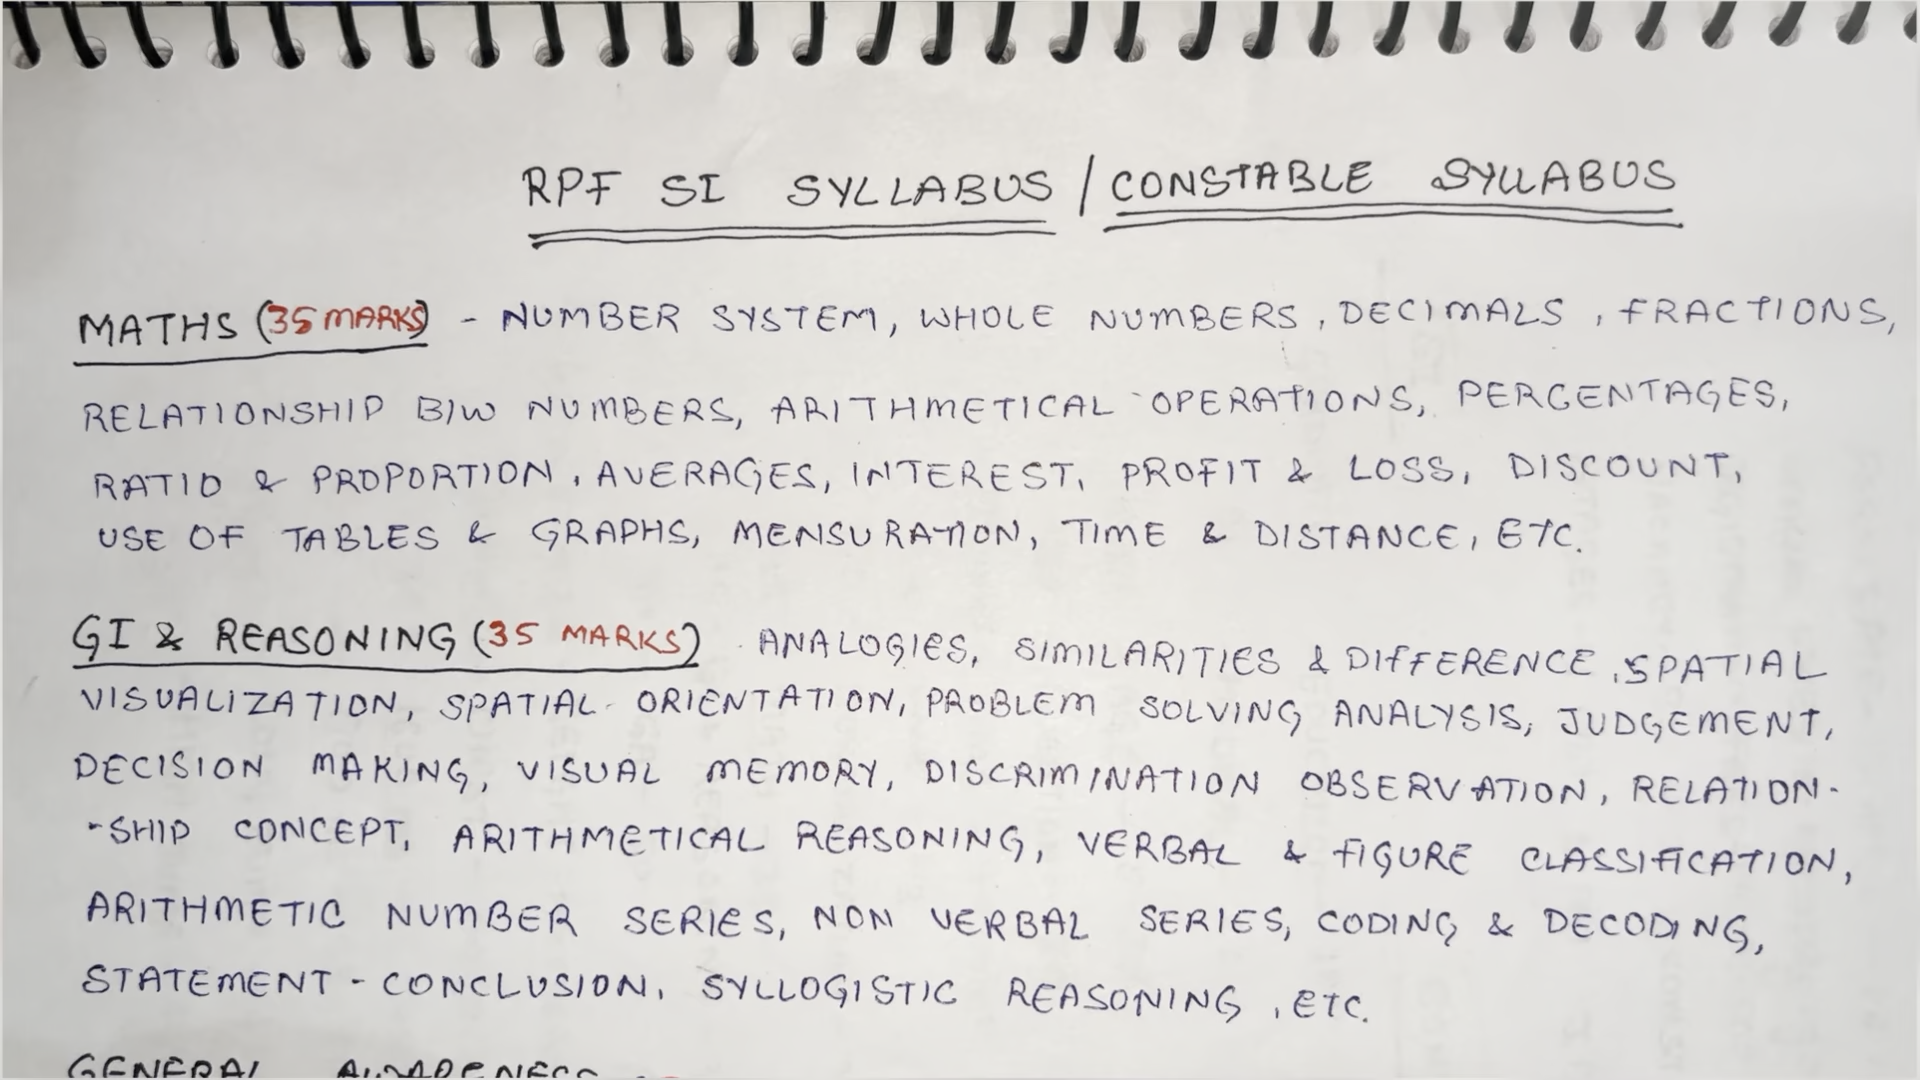 RPF SI SYLLABUS / CONSTABLE SYLLABUS
MATHS (35 MARKS) - NUMBER SYSTEM, WHOLE NUMBERS, DECIMALS, FRACTIONS,
RELATIONSHIP B/W NUMBERS, ARITHMETICAL OPERATIONS, PERCENTAGES,
RATIO & PROPORTION, AVERAGES, INTEREST, PROFIT & LOSS, DISCOUNT,
USE OF TABLES & GRAPHS, MENSURATION, TIME & DISTANCE, ETC.
GI & REASONING (35 MARKS) - ANALOGIES, SIMILARITIES & DIFFERENCE, SPATIAL
VISUALIZATION, SPATIAL ORIENTATION, PROBLEM SOLVING ANALYSIS, JUDGEMENT,
DECISION MAKING, VISUAL MEMORY, DISCRIMINATION OBSERVATION, RELATION-
-SHIP CONCEPT, ARITHMETICAL REASONING, VERBAL & FIGURE CLASSIFICATION,
ARITHMETIC NUMBER SERIES, NON VERBAL SERIES, CODING & DECODING,
STATEMENT - CONCLUSION, SYLLOGISTIC REASONING, ETC.
GENERAL AWARENESS